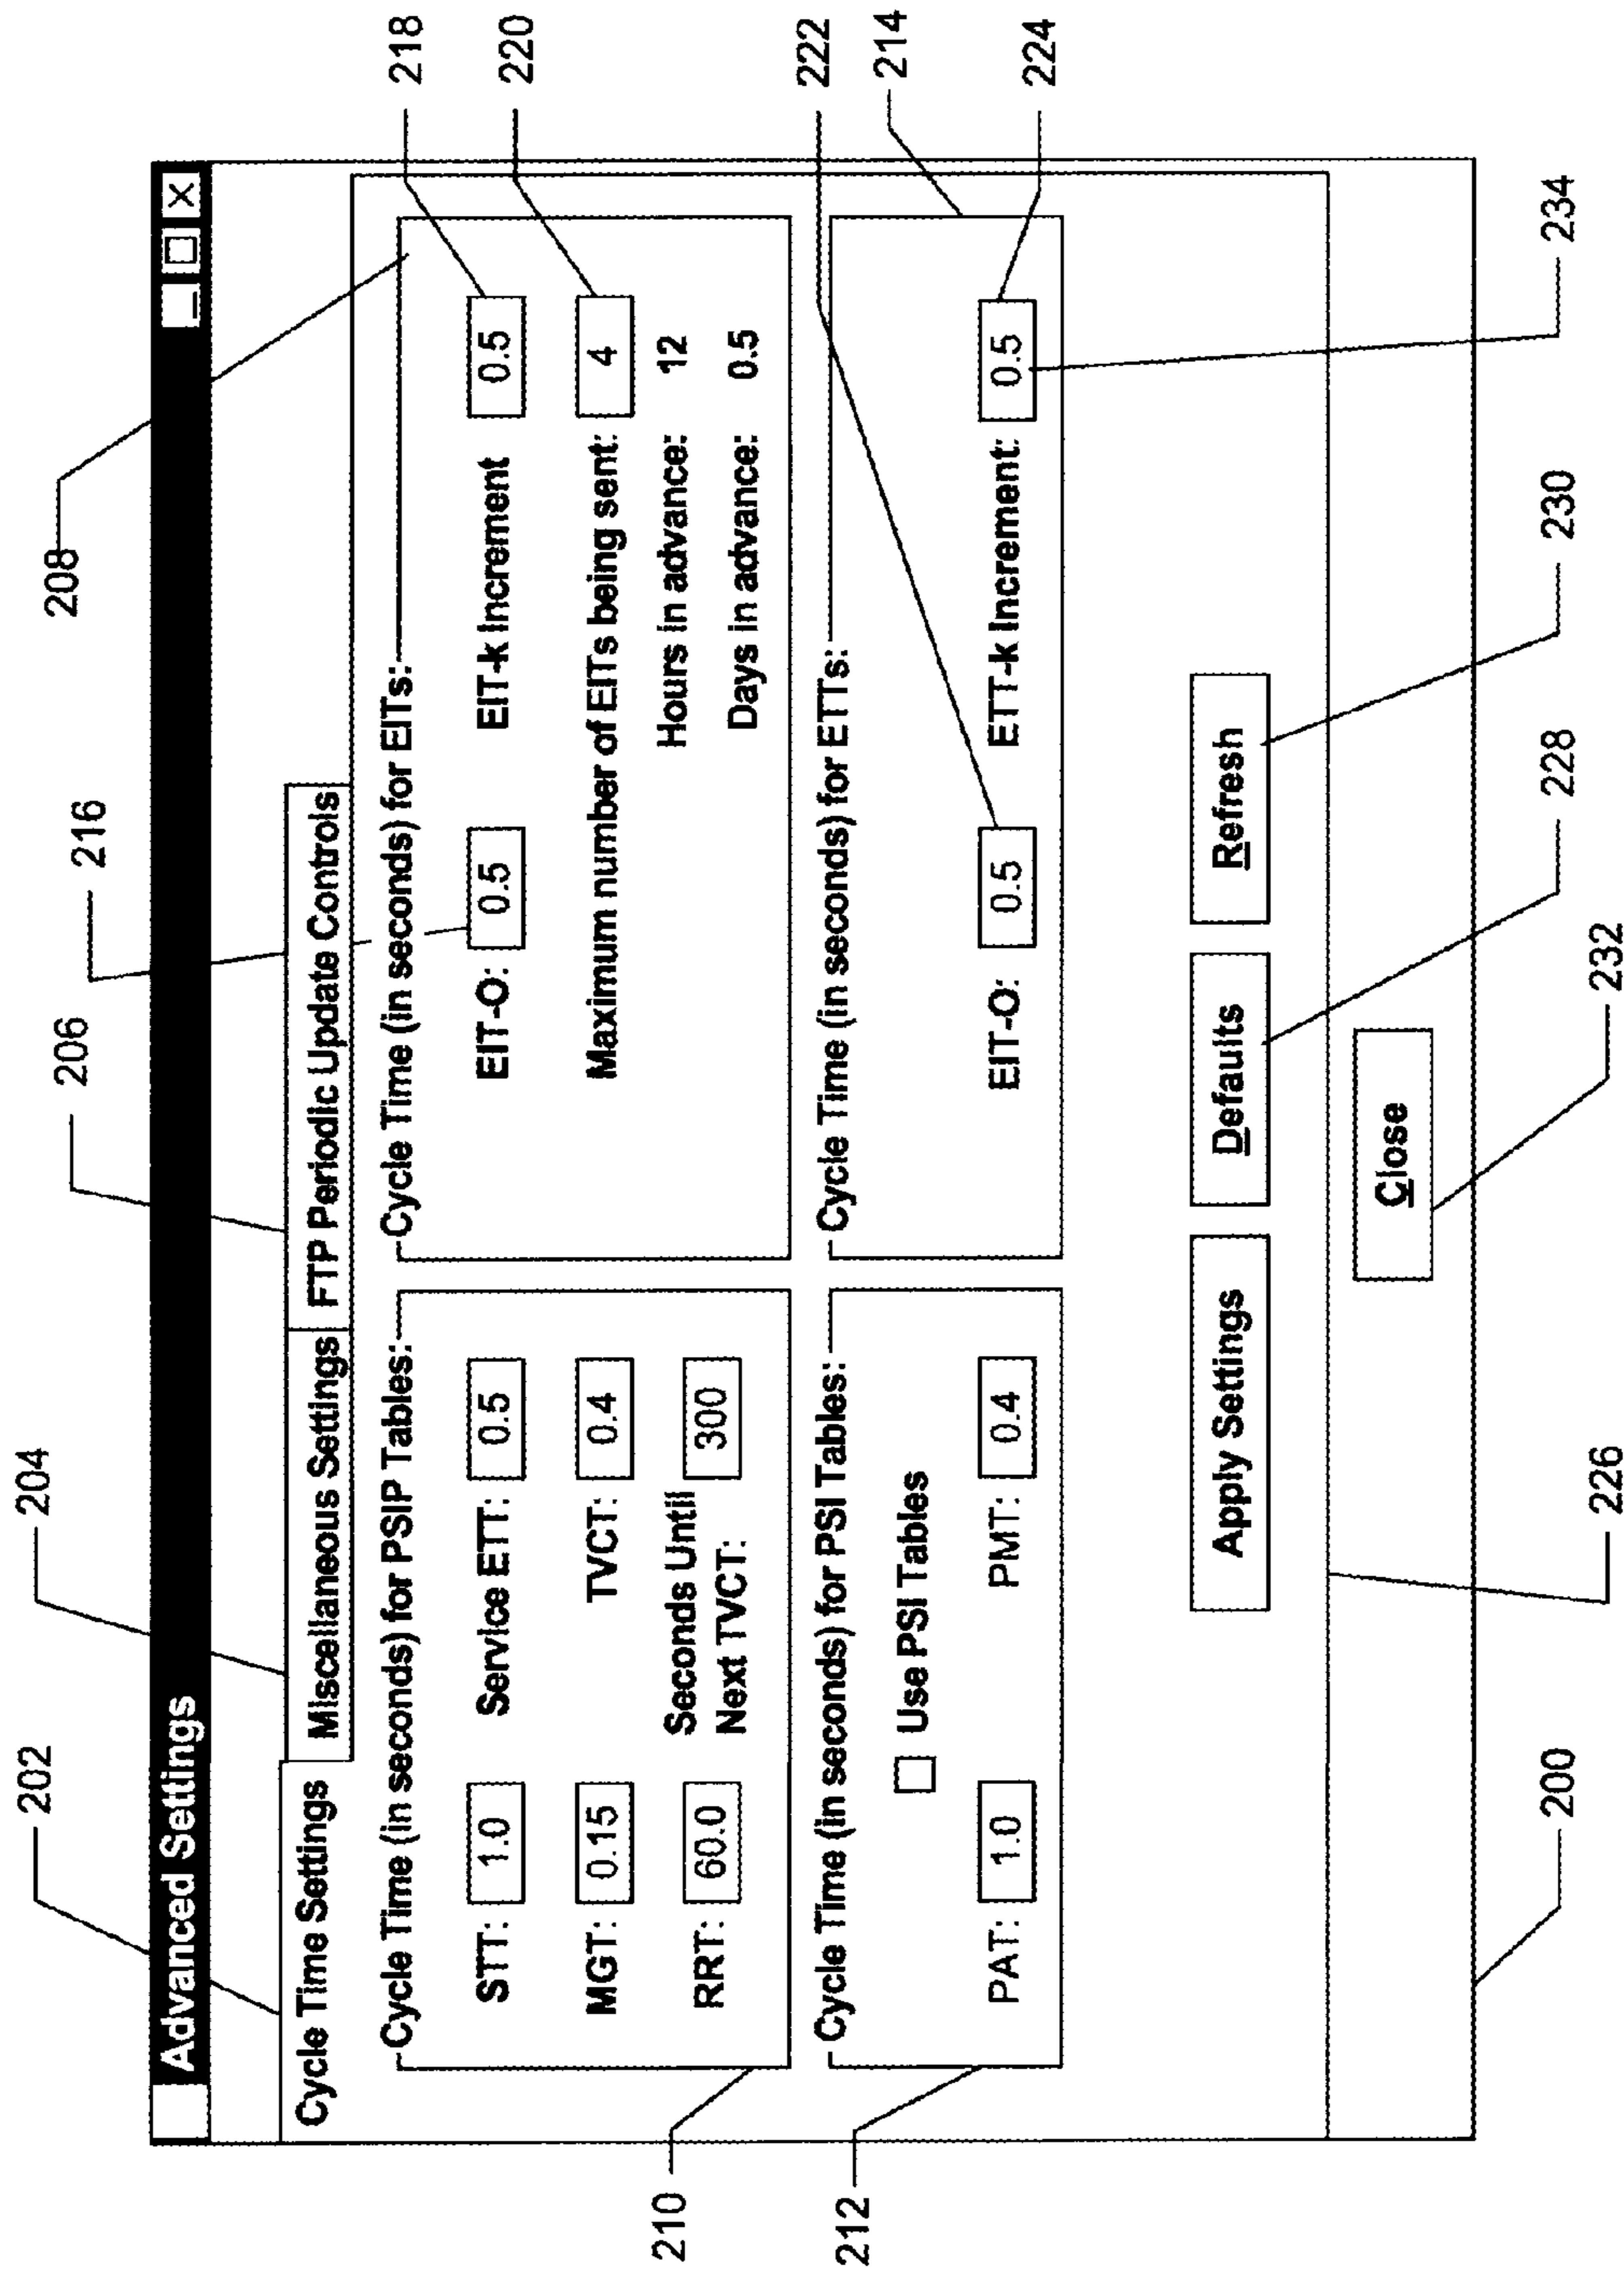 202
204
206
216
208
Advanced Settings
Cycle Time Settings
Miscellaneous Settings
FTP Periodic Update Controls
Cycle Time (in seconds) for PSIP Tables:
STT: 1.0 Service ETT: 0.5
MGT: 0.15 TVCT: 0.4
RRT: 60.0 Seconds Until
Next TVCT: 300
Cycle Time (in seconds) for EITs:
EIT-O: 0.5 EIT-k Increment 0.5
Maximum number of EITs being sent: 4
Hours in advance: 12
Days in advance: 0.5
218
220
Cycle Time (in seconds) for PSI Tables:
Use PSI Tables
PAT: 1.0 PMT: 0.4
Cycle Time (in seconds) for ETTs:
EIT-O: 0.5 ETT-k Increment: 0.5
222
214
224
210
212
Apply Settings
Defaults
Refresh
Close
200
226
232
228
230
234